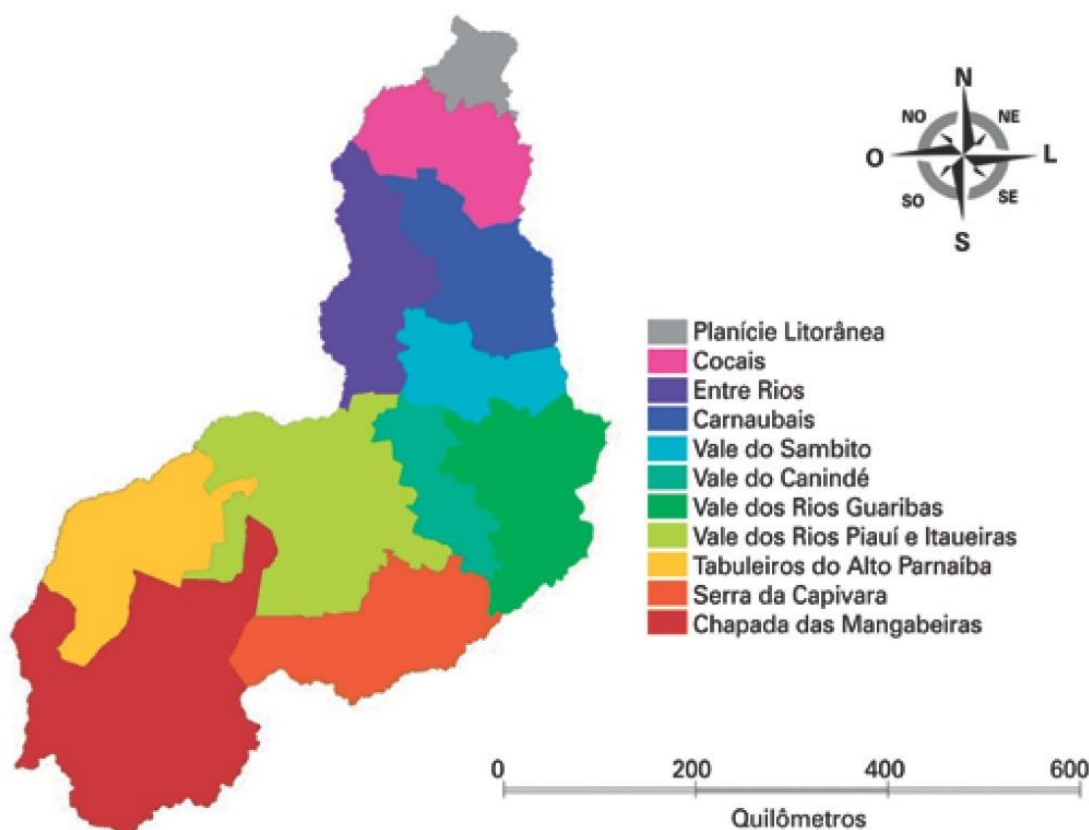 N
NO NE
O L
SO SE
S
Planície Litorânea
Cocais
Entre Rios
Carnaubais
Vale do Sambito
Vale do Canindé
Vale dos Rios Guaribas
Vale dos Rios Piauí e Itaueiras
Tabuleiros do Alto Parnaíba
Serra da Capivara
Chapada das Mangabeiras
0 200 400 600
Quilômetros